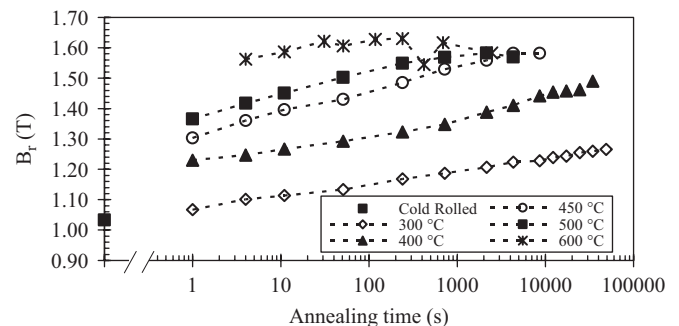 1.70
1.60
1.50
1.40
1.30
1.20
1.10
1.00
0.90
Br (T)
Cold Rolled
300 °C
400 °C
450 °C
500 °C
600 °C
1 10 100 1000 10000 100000
Annealing time (s)